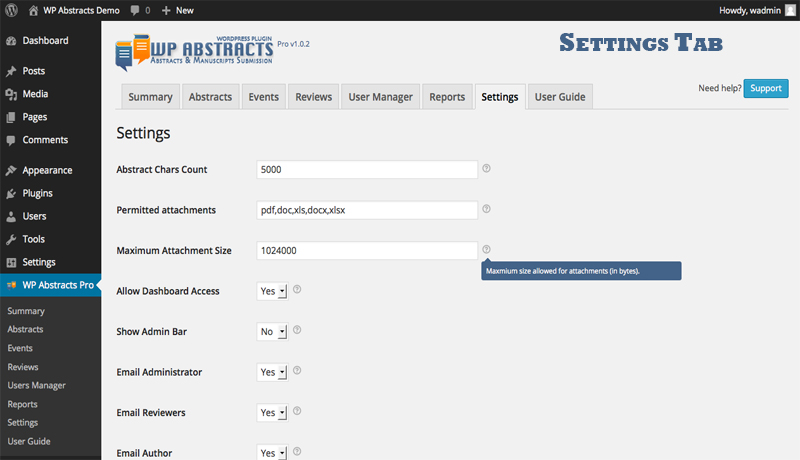 WP Abstracts Demo 0 + New Howdy, wadmin
Dashboard
Posts
Media
Pages
Comments
Appearance
Plugins
Users
Tools
Settings
WP Abstracts Pro
Summary
Abstracts
Events
Reviews
Users Manager
Reports
Settings
User Guide
WORDPRESS PLUGIN
WP ABSTRACTS Pro v1.0.2
ABSTRACTS & MANUSCRIPTS SUBMISSION
SETTINGS TAB
Need help? Support
Summary Abstracts Events Reviews User Manager Reports Settings User Guide
Settings
Abstract Chars Count 5000 ?
Permitted attachments pdf,doc,xls,docx,xlsx ?
Maximum Attachment Size 1024000 ?
Maxmium size allowed for attachments (in bytes).
Allow Dashboard Access Yes ?
Show Admin Bar No ?
Email Administrator Yes ?
Email Reviewers Yes ?
Email Author Yes ?